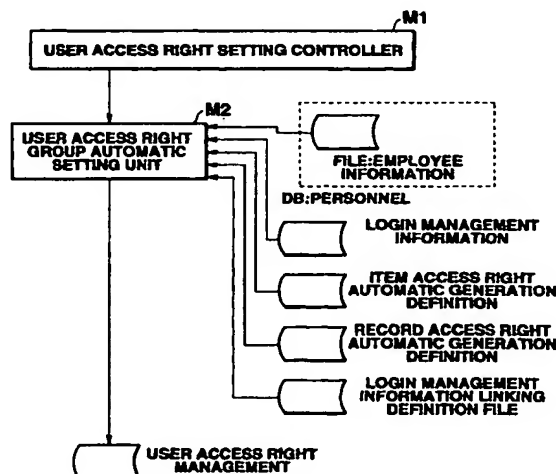 M1
USER ACCESS RIGHT SETTING CONTROLLER
M2
USER ACCESS RIGHT
GROUP AUTOMATIC
SETTING UNIT
FILE:EMPLOYEE
INFORMATION
DB:PERSONNEL
LOGIN MANAGEMENT
INFORMATION
ITEM ACCESS RIGHT
AUTOMATIC GENERATION
DEFINITION
RECORD ACCESS RIGHT
AUTOMATIC GENERATION
DEFINITION
LOGIN MANAGEMENT
INFORMATION LINKING
DEFINITION FILE
USER ACCESS RIGHT
MANAGEMENT